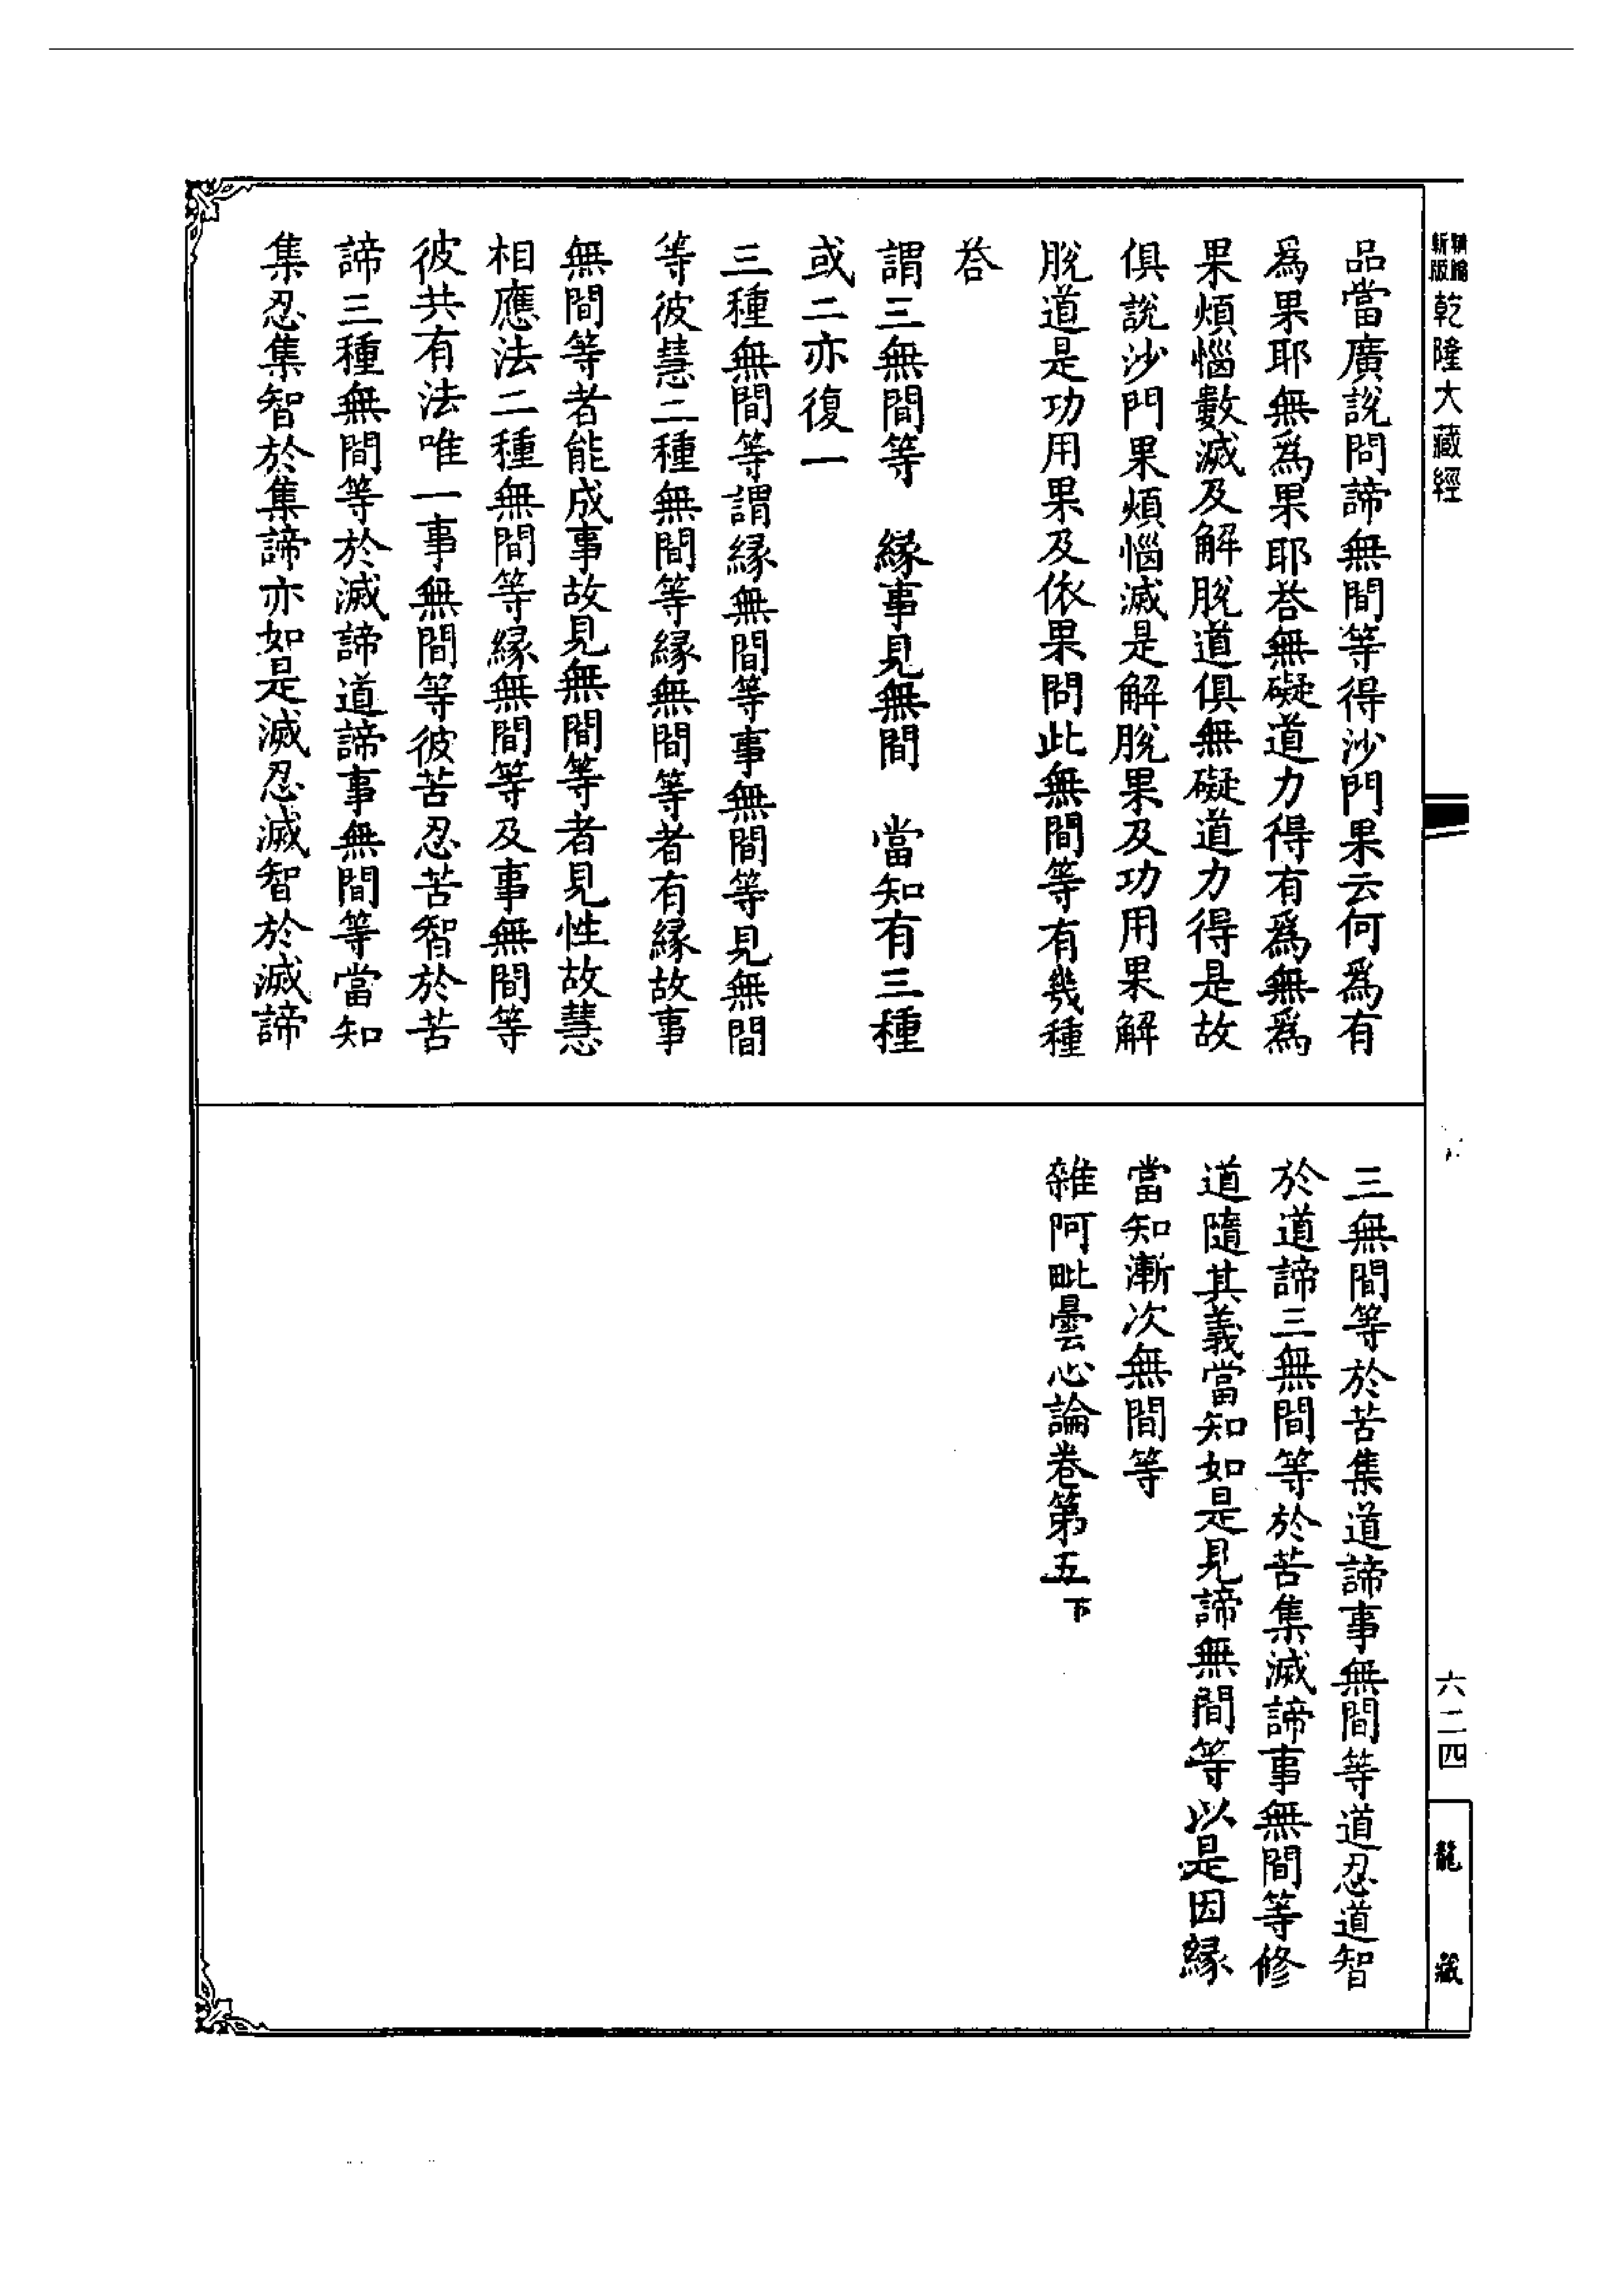 新編
新版
乾隆大藏經
品當廣說問諦無間等得沙門果云何為有
為果耶無為果耶荅無礙道力得有為無為
果煩惱數滅及解脫道俱無礙道力得是故
俱說沙門果煩惱滅是解脫果及功用果解
脫道是功用果及依果問此無間等有幾種
荅
謂三無間等　緣事見無間　當知有三種
或二亦復一
三種無間等謂緣無間等事無間等見無間
等彼慧二種無間等緣無間等者有緣故事
無間等者能成事故見無間等者見性故慧
相應法二種無間等緣無間等及事無間等
彼共有法唯一事無間等彼苦忍苦智於苦
諦三種無間等於滅諦道諦事無間等當知
集忍集智於集諦亦如是滅忍滅智於滅諦
三無間等於苦集道諦事無間等道忍道智
於道諦三無間等於苦集滅諦事無間等修
道隨其義當知如是見諦無間等以是因緣
當知漸次無間等
雜阿毗曇心論卷第五下
六二四
龍藏